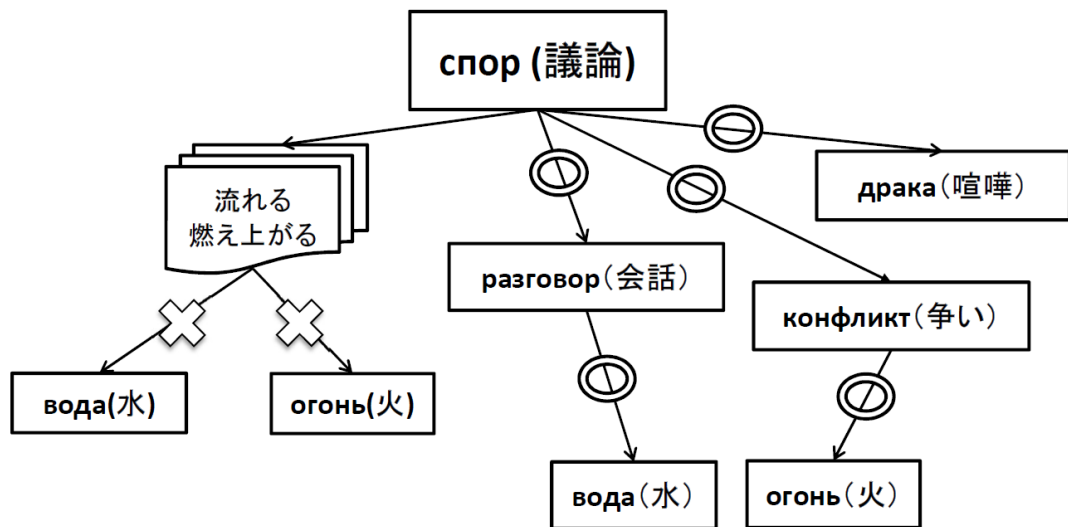 спор (議論)
流れる
燃え上がる
драка（喧嘩）
разговор（会話）
конфликт（争い）
вода(水)
огонь(火)
вода（水）
огонь（火）